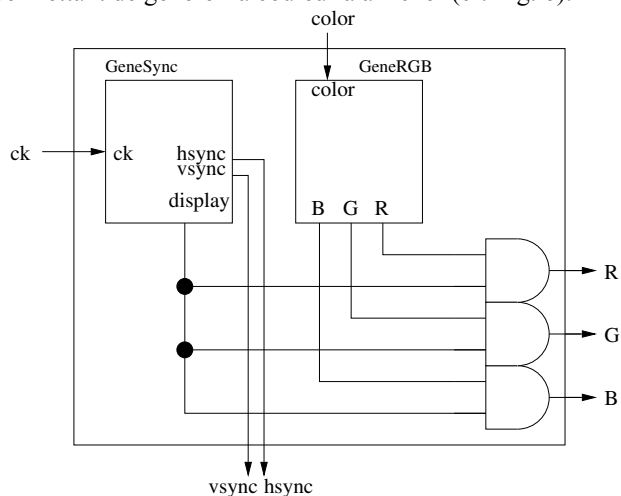 color
GeneSync
GeneRGB
color
ck
ck
hsync
vsync
display
B G R
R
G
B
vsync hsync